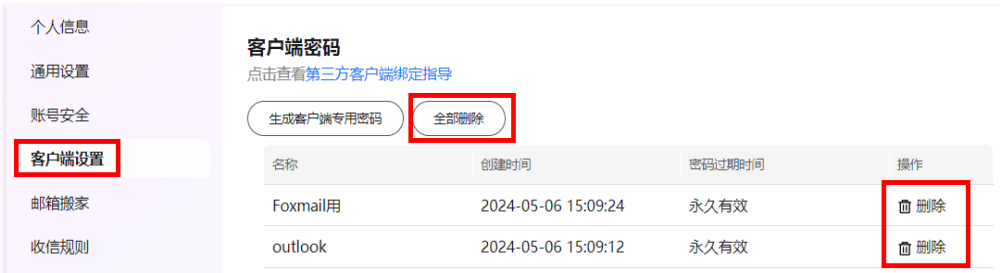 个人信息
通用设置
账号安全
客户端设置
邮箱搬家
收信规则
客户端密码
点击查看第三方客户端绑定指导
生成客户端专用密码 全部删除
名称 创建时间 密码过期时间 操作
Foxmail用 2024-05-06 15:09:24 永久有效 删除
outlook 2024-05-06 15:09:12 永久有效 删除